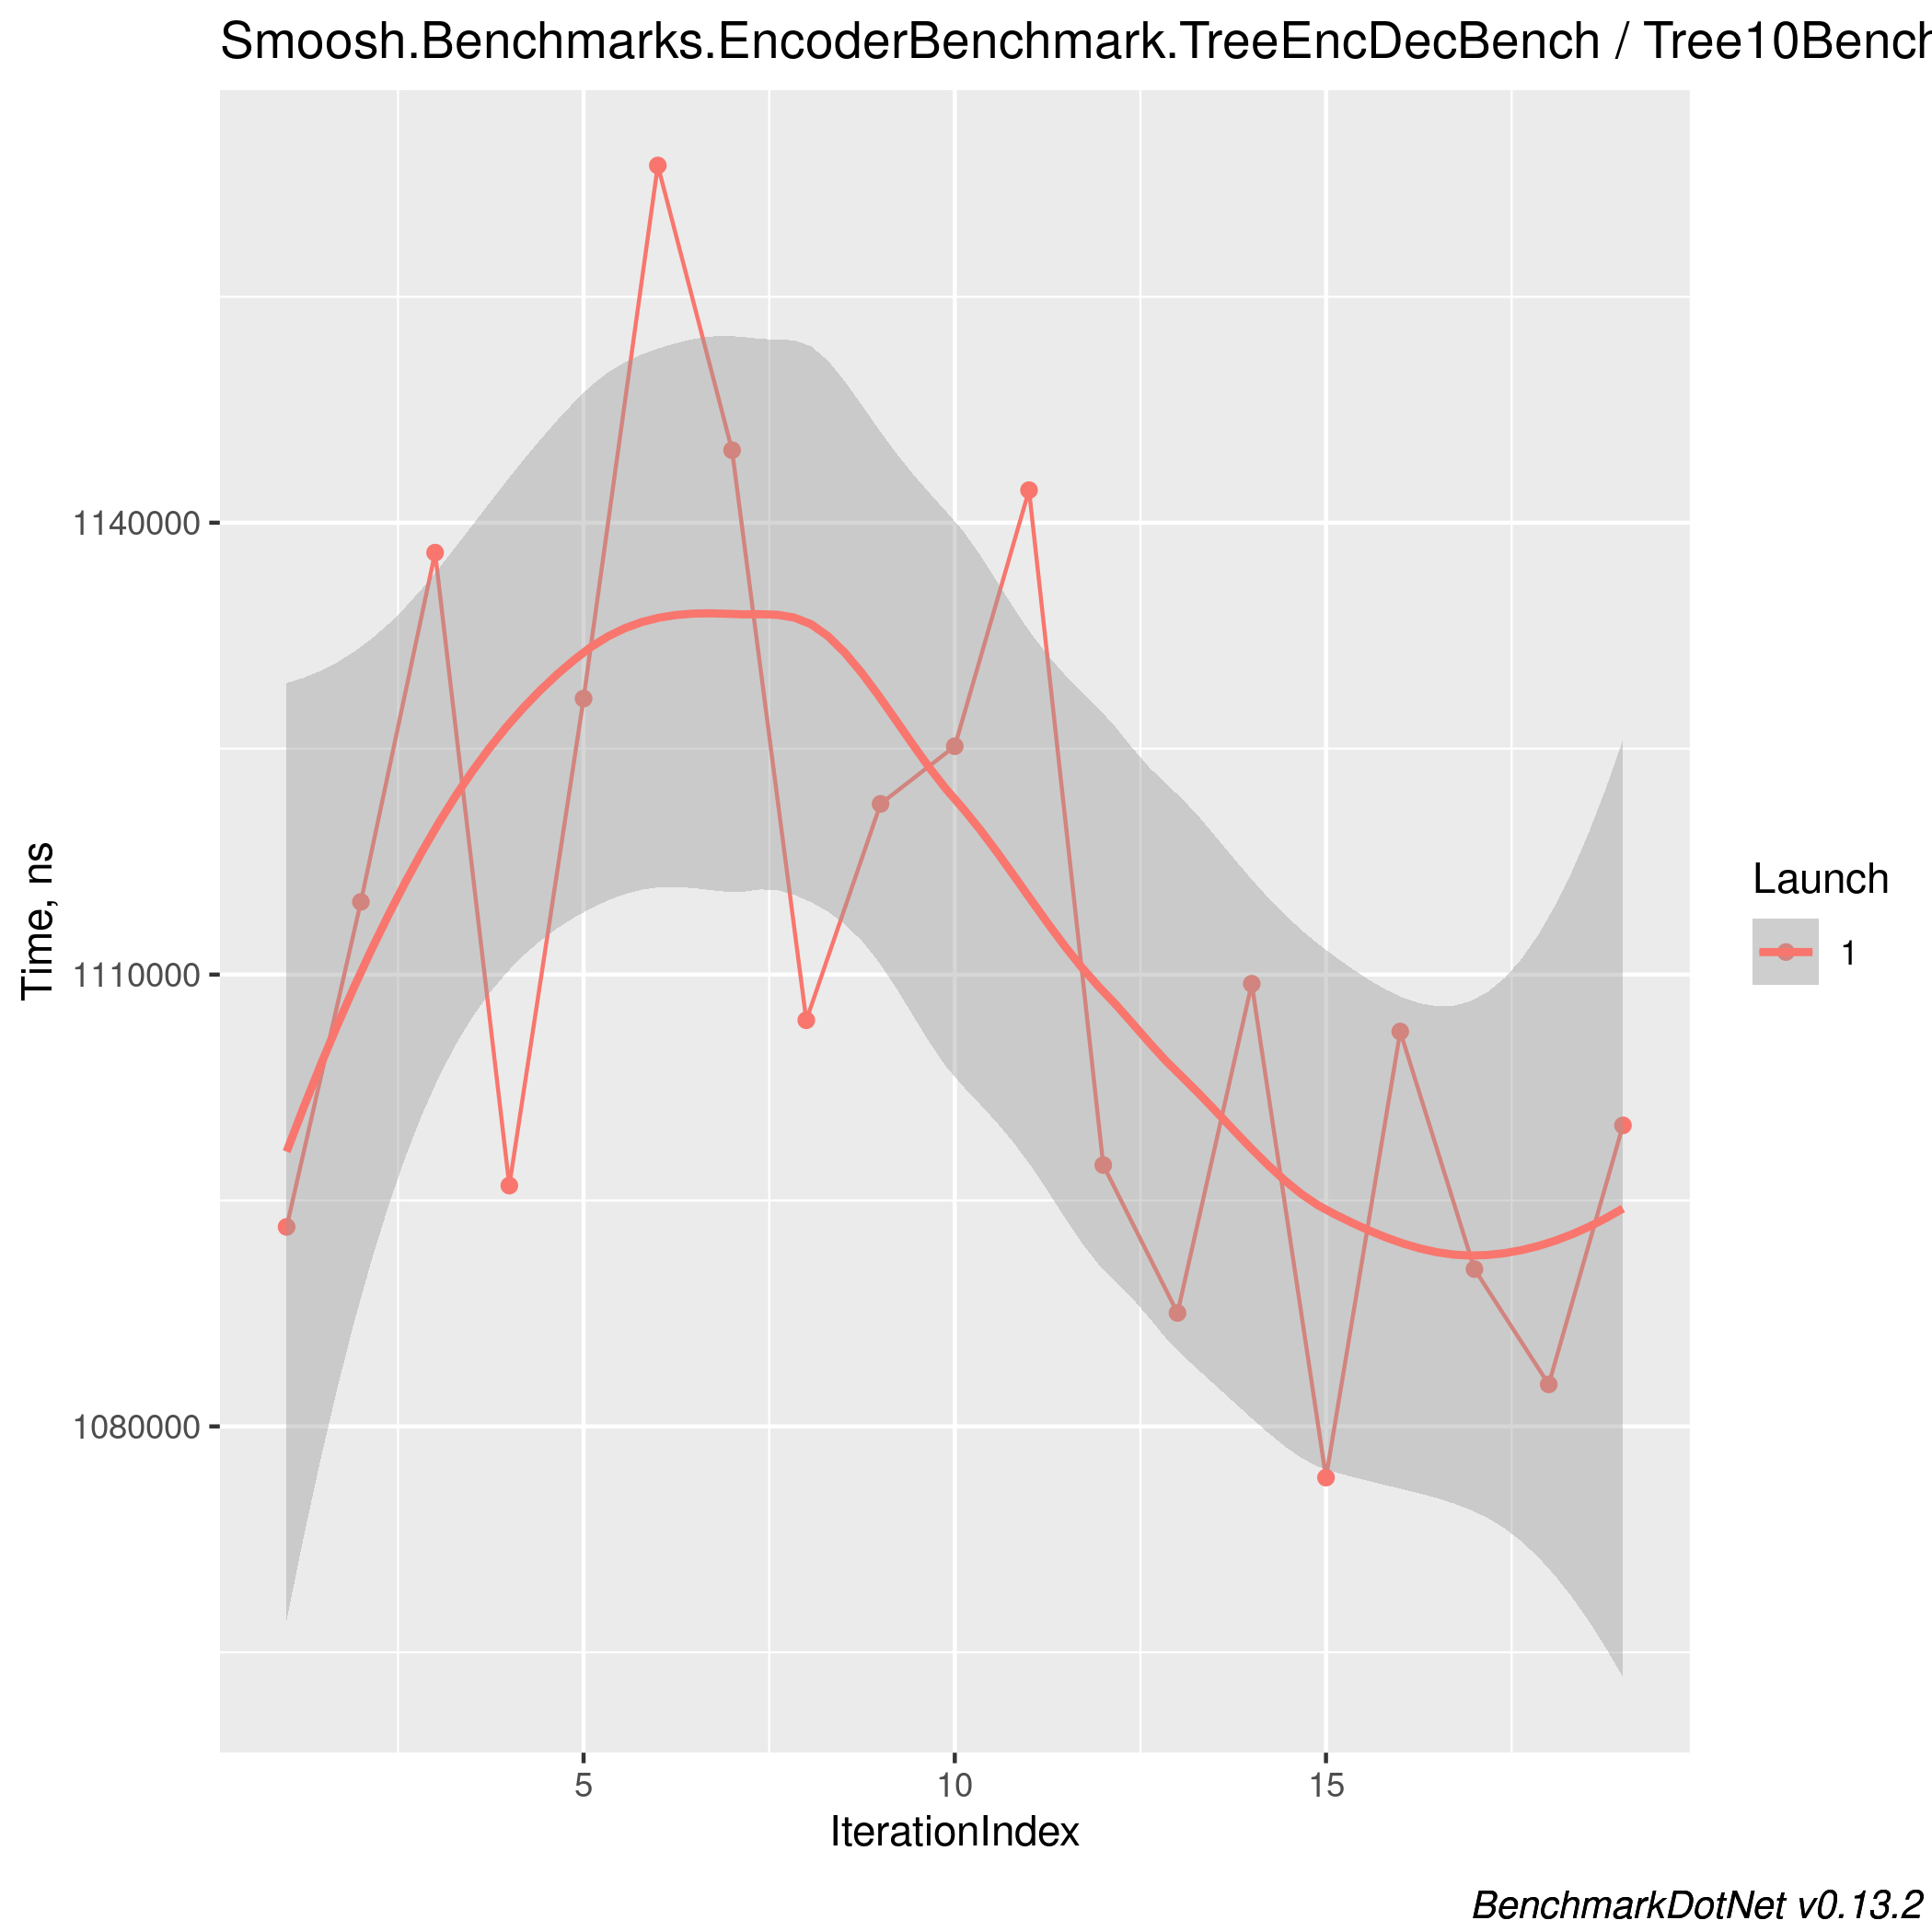 Smoosh.Benchmarks.EncoderBenchmark.TreeEncDecBench / Tree10Bench
1140000
1110000
1080000
Time, ns
5
10
15
IterationIndex
Launch
1
BenchmarkDotNet v0.13.2